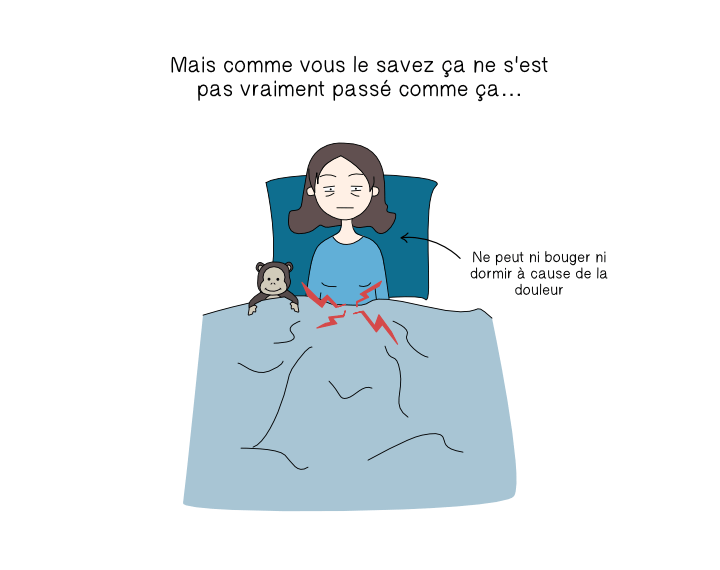 Mais comme vous le savez ça ne s'est
pas vraiment passé comme ça...
Ne peut ni bouger ni
dormir à cause de la
douleur